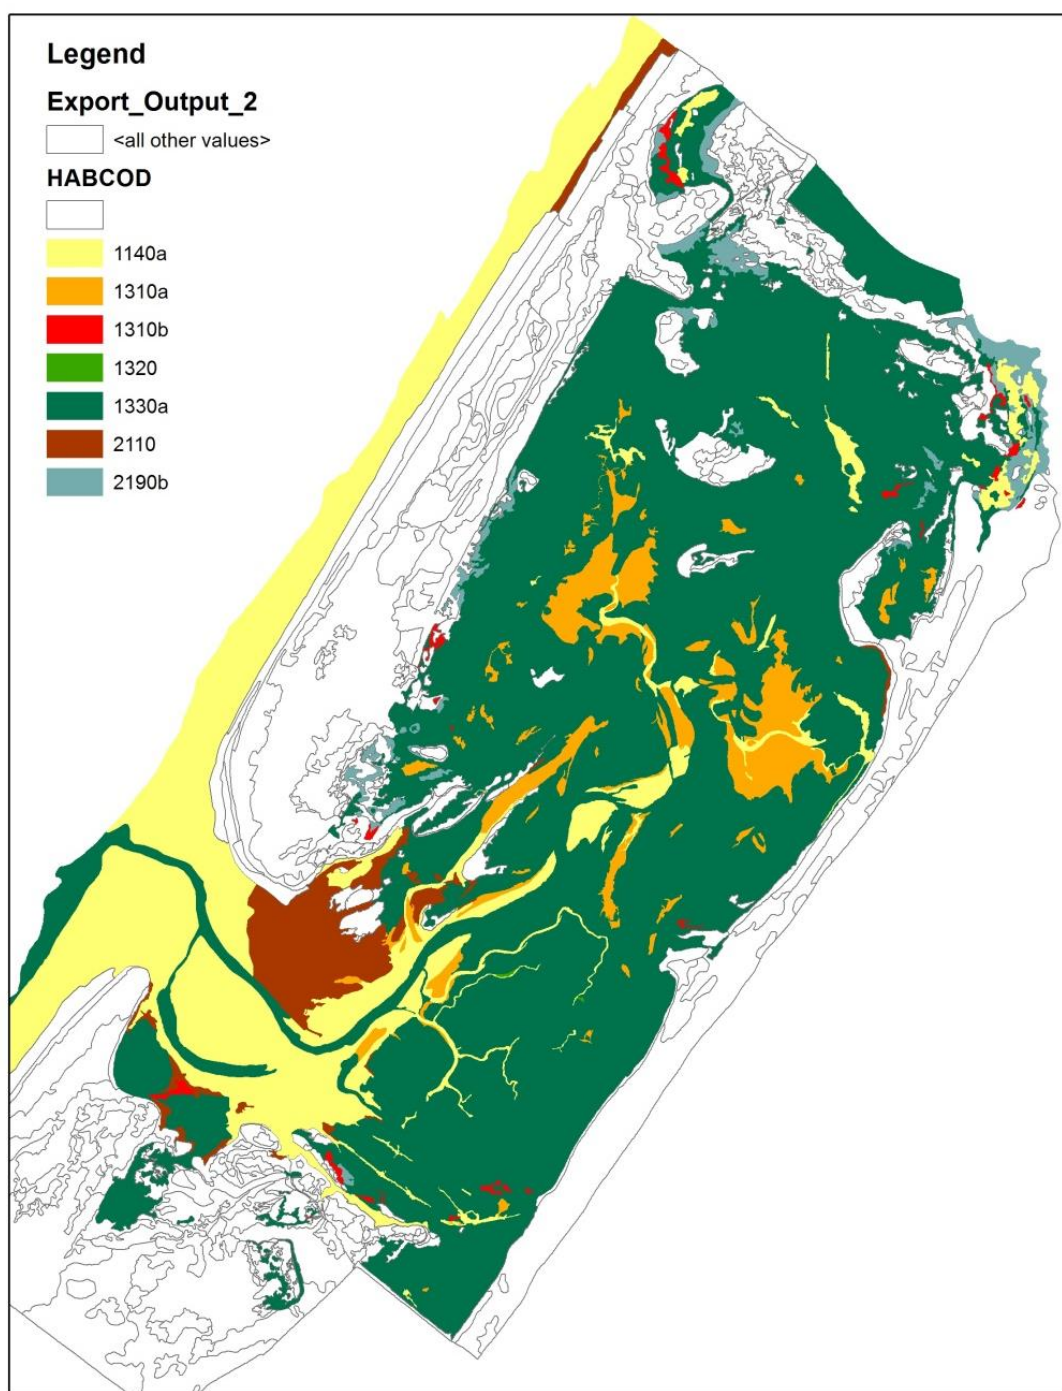 Legend
Export_Output_2
<all other values>
HABCOD
1140a
1310a
1310b
1320
1330a
2110
2190b